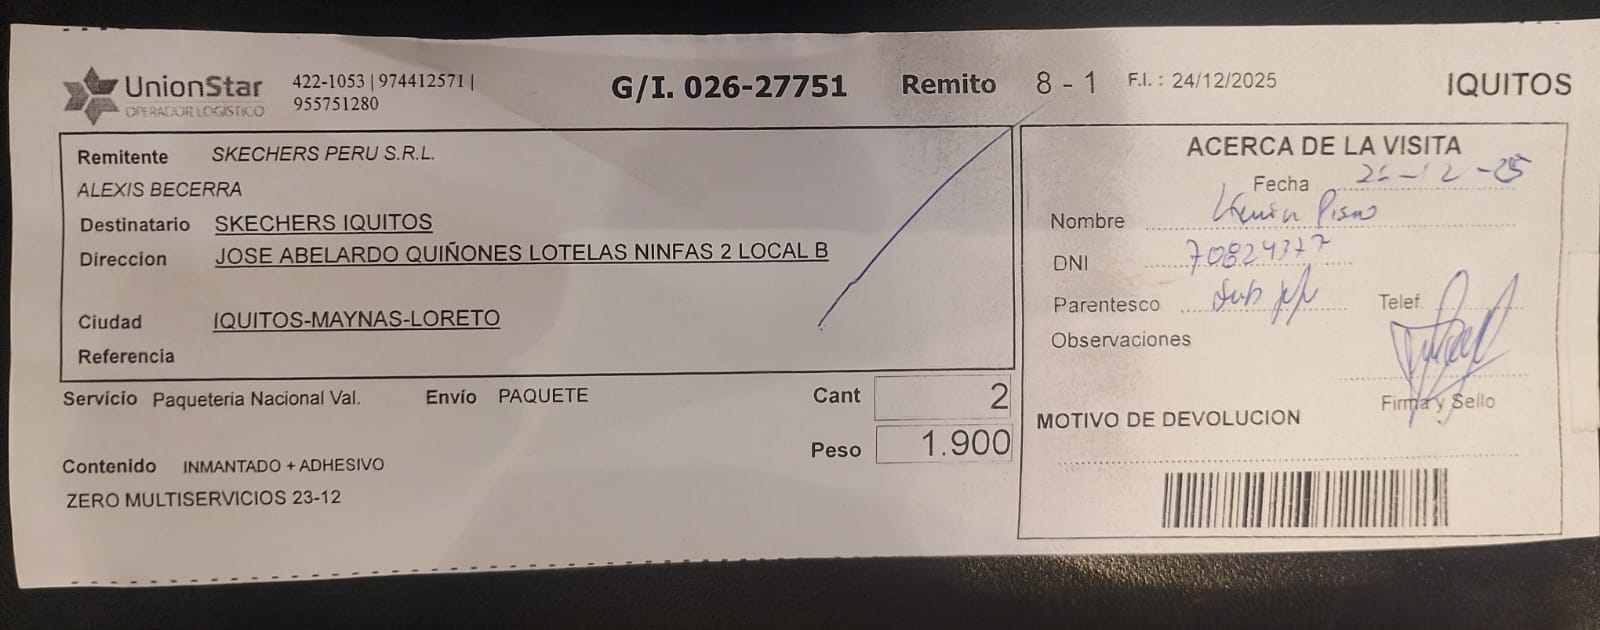 UnionStar
OPERADOR LOGÍSTICO
422-1053 | 974412571 |
955751280
G/I. 026-27751 Remito 8 - 1 F.I. : 24/12/2025 IQUITOS
Remitente SKECHERS PERU S.R.L.
ALEXIS BECERRA
Destinatario SKECHERS IQUITOS
Direccion JOSE ABELARDO QUIÑONES LOTELAS NINFAS 2 LOCAL B
Ciudad IQUITOS-MAYNAS-LORETO
Referencia
Servicio Paqueteria Nacional Val. Envío PAQUETE Cant 2
Peso 1.900
Contenido INMANTADO + ADHESIVO
ZERO MULTISERVICIOS 23-12
ACERCA DE LA VISITA
Fecha
Nombre
DNI 70824377
Parentesco Telef.
Observaciones
Firma y Sello
MOTIVO DE DEVOLUCION